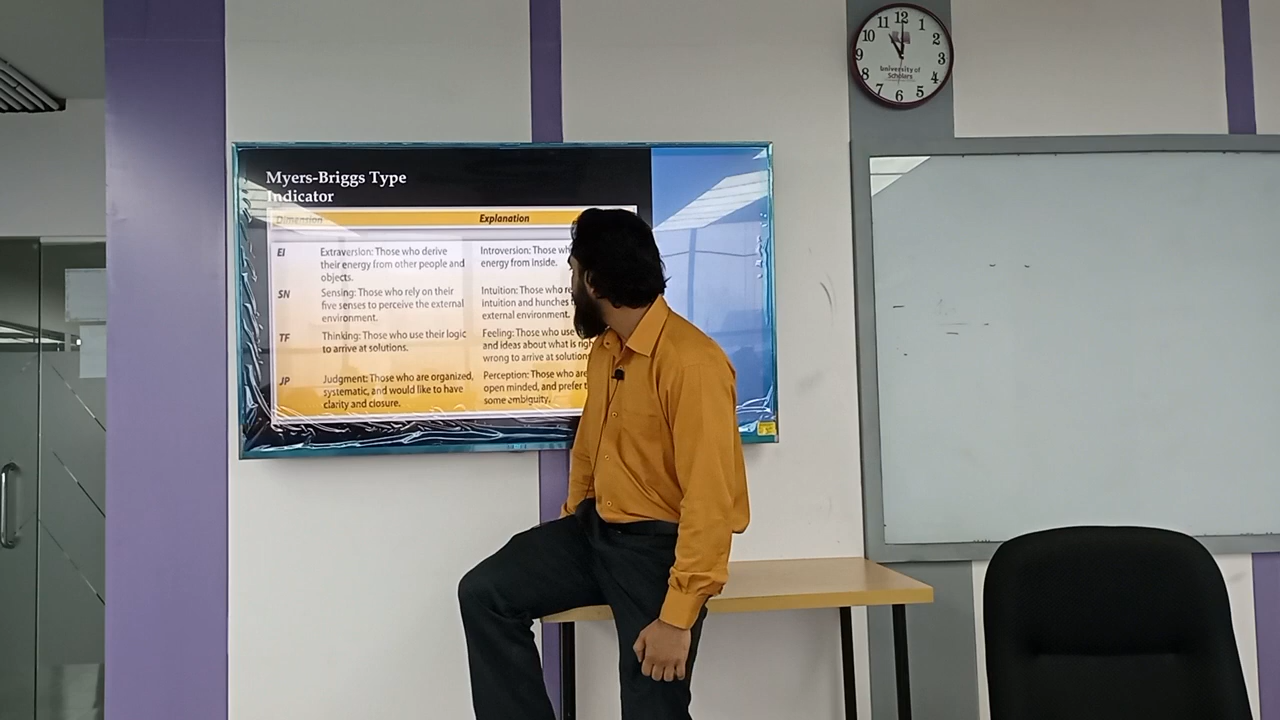 12
11
1
10
2
9
3
University of
Scholars
8
4
7
5
6
Myers-Briggs Type
Indicator
Dimension Explanation
EI Extraversion: Those who derive their energy from other people and objects. Introversion: Those energy from inside.
SN Sensing: Those who rely on their five senses to perceive the external environment. Intuition: Those who intuition and hunches external environment.
TF Thinking: Those who use their logic to arrive at solutions. Feeling: Those who use and ideas about what is wrong to arrive at solutions
JP Judgment: Those who are organized, systematic, and would like to have clarity and closure. Perception: Those who are open minded, and prefer some ambiguity.